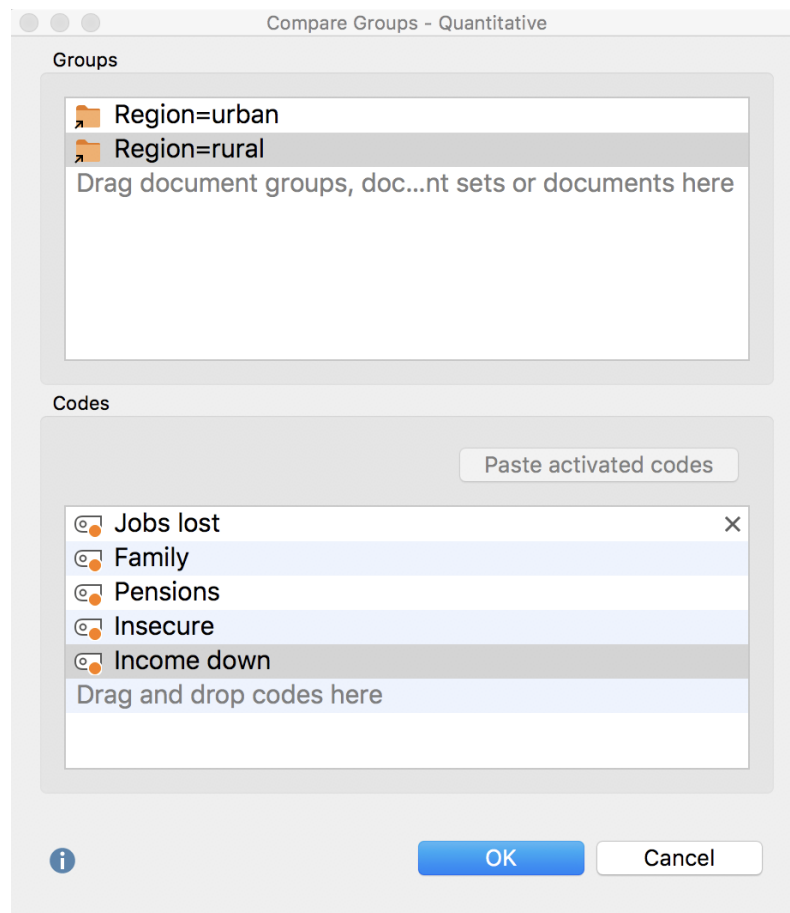 Compare Groups - Quantitative
Groups
Region=urban
Region=rural
Drag document groups, doc...nt sets or documents here
Codes
Paste activated codes
Jobs lost
Family
Pensions
Insecure
Income down
Drag and drop codes here
OK
Cancel